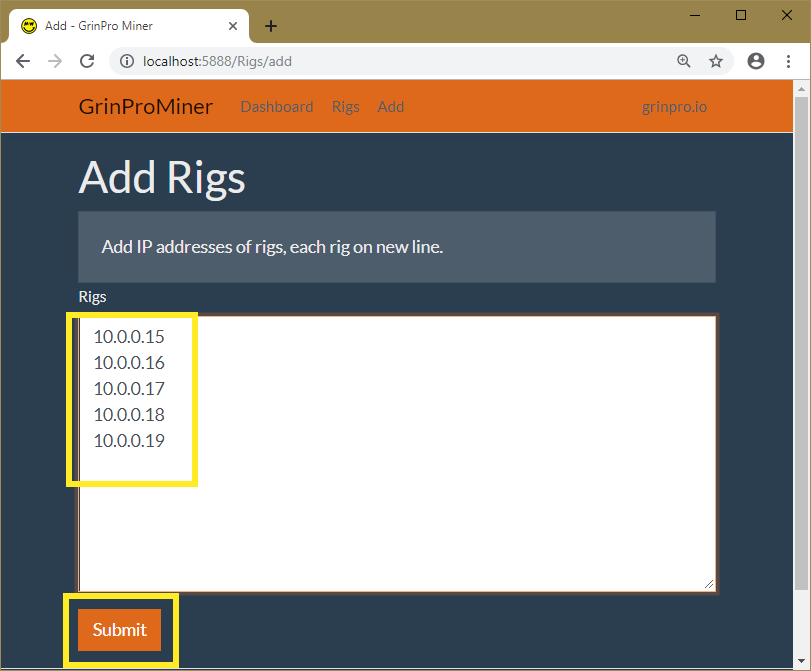 Add - GrinPro Miner
localhost:5888/Rigs/add
GrinProMiner Dashboard Rigs Add grinpro.io
Add Rigs
Add IP addresses of rigs, each rig on new line.
Rigs
10.0.0.15
10.0.0.16
10.0.0.17
10.0.0.18
10.0.0.19
Submit